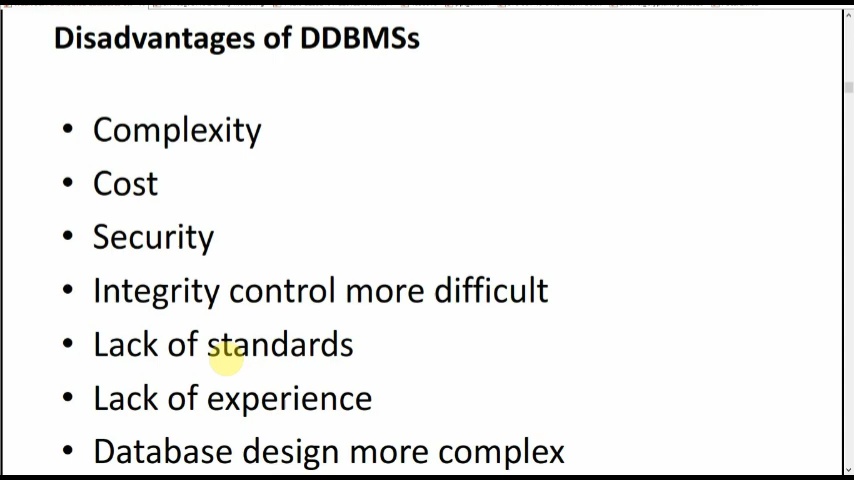 Disadvantages of DDBMSs
• Complexity
• Cost
• Security
• Integrity control more difficult
• Lack of standards
• Lack of experience
• Database design more complex